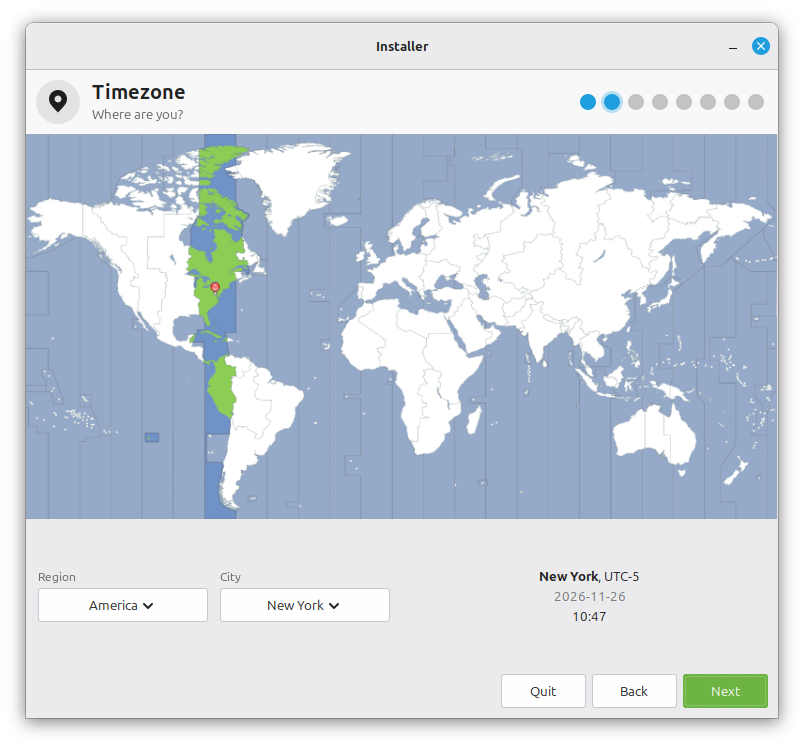 Installer
Timezone
Where are you?
Region
City
America
New York
New York, UTC-5
2026-11-26
10:47
Quit
Back
Next